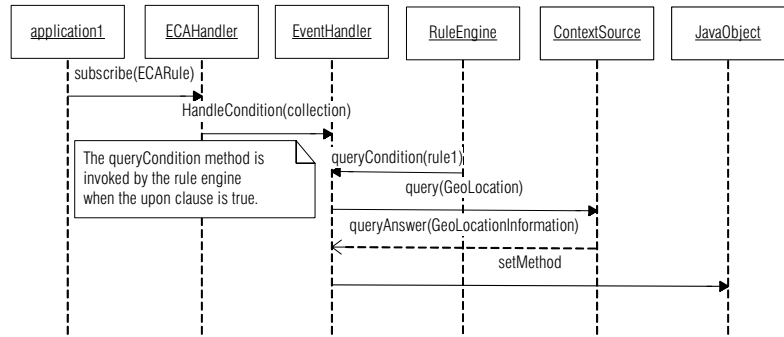 application1
ECAHandler
EventHandler
RuleEngine
ContextSource
JavaObject
subscribe(ECARule)
HandleCondition(collection)
The queryCondition method is
invoked by the rule engine
when the upon clause is true.
queryCondition(rule1)
query(GeoLocation)
queryAnswer(GeoLocationInformation)
setMethod